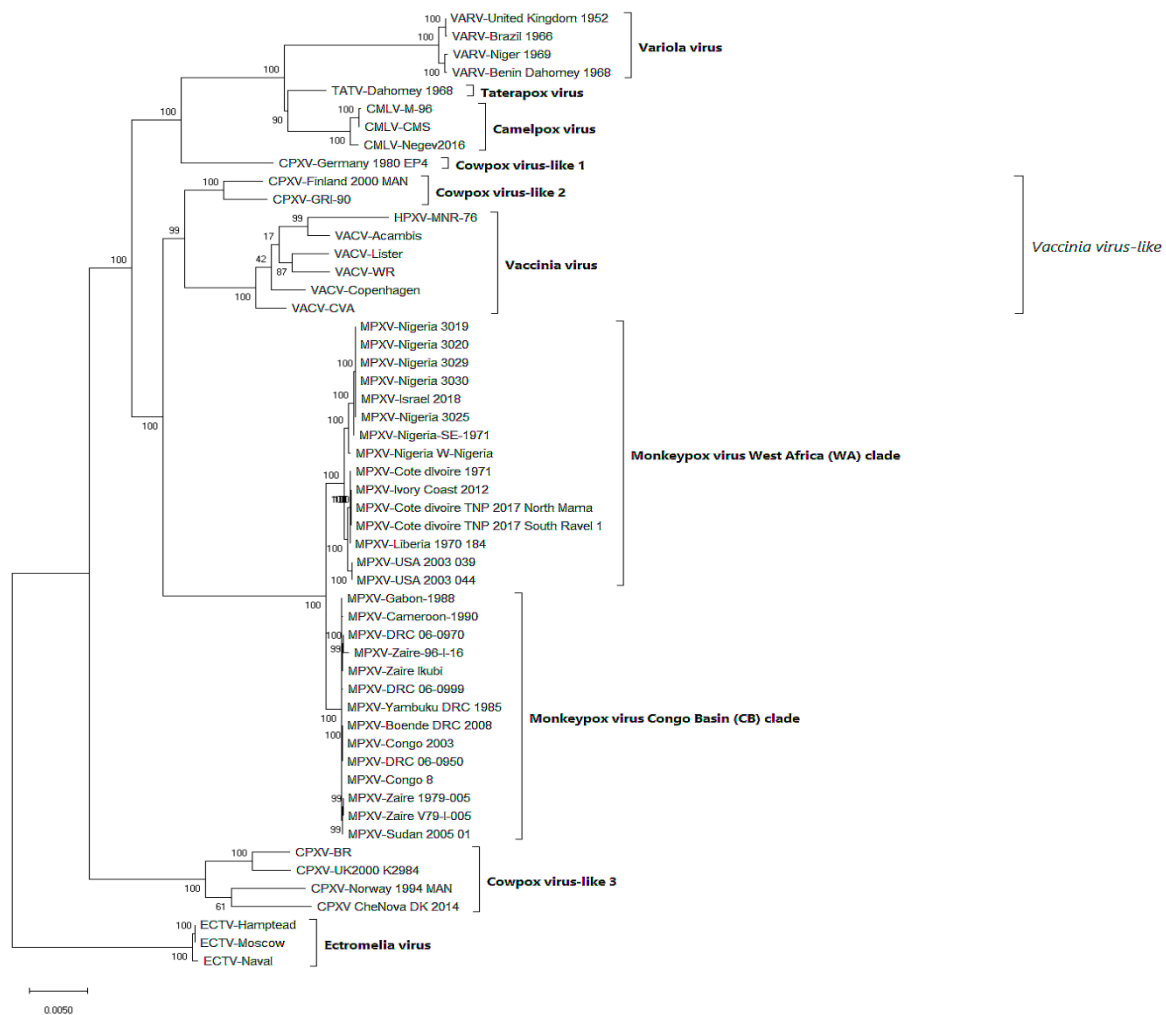 VARV-United Kingdom 1952
VARV-Brazil 1966
VARV-Niger 1969
VARV-Benin Dahomey 1968
Variola virus
TATV-Dahomey 1968
Taterapox virus
CMLV-M-96
CMLV-CMS
CMLV-Negev2016
Camelpox virus
CPXV-Germany 1980 EP4
Cowpox virus-like 1
CPXV-Finland 2000 MAN
CPXV-GRI-90
Cowpox virus-like 2
HPXV-MNR-76
VACV-Acambis
VACV-Lister
VACV-WR
VACV-Copenhagen
VACV-CVA
Vaccinia virus
Vaccinia virus-like
MPXV-Nigeria 3019
MPXV-Nigeria 3020
MPXV-Nigeria 3029
MPXV-Nigeria 3030
MPXV-Israel 2018
MPXV-Nigeria 3025
MPXV-Nigeria-SE-1971
MPXV-Nigeria W-Nigeria
MPXV-Cote dIvoire 1971
MPXV-Ivory Coast 2012
MPXV-Cote divoire TNP 2017 North Mama
MPXV-Cote divoire TNP 2017 South Ravel 1
MPXV-Liberia 1970 184
MPXV-USA 2003 039
MPXV-USA 2003 044
Monkeypox virus West Africa (WA) clade
MPXV-Gabon-1988
MPXV-Cameroon-1990
MPXV-DRC 06-0970
MPXV-Zaire-96-I-16
MPXV-Zaire Ikubi
MPXV-DRC 06-0999
MPXV-Yambuku DRC 1985
MPXV-Boende DRC 2008
MPXV-Congo 2003
MPXV-DRC 06-0950
MPXV-Congo 8
MPXV-Zaire 1979-005
MPXV-Zaire V79-I-005
MPXV-Sudan 2005 01
Monkeypox virus Congo Basin (CB) clade
CPXV-BR
CPXV-UK2000 K2984
CPXV-Norway 1994 MAN
CPXV CheNova DK 2014
Cowpox virus-like 3
ECTV-Hamptead
ECTV-Moscow
ECTV-Naval
Ectromelia virus
100
100
100
100
100
90
100
100
100
99
99
17
42
87
100
100
100
100
100
100
100
100
100
100
100
99
100
100
99
99
100
100
61
100
100
0.0050